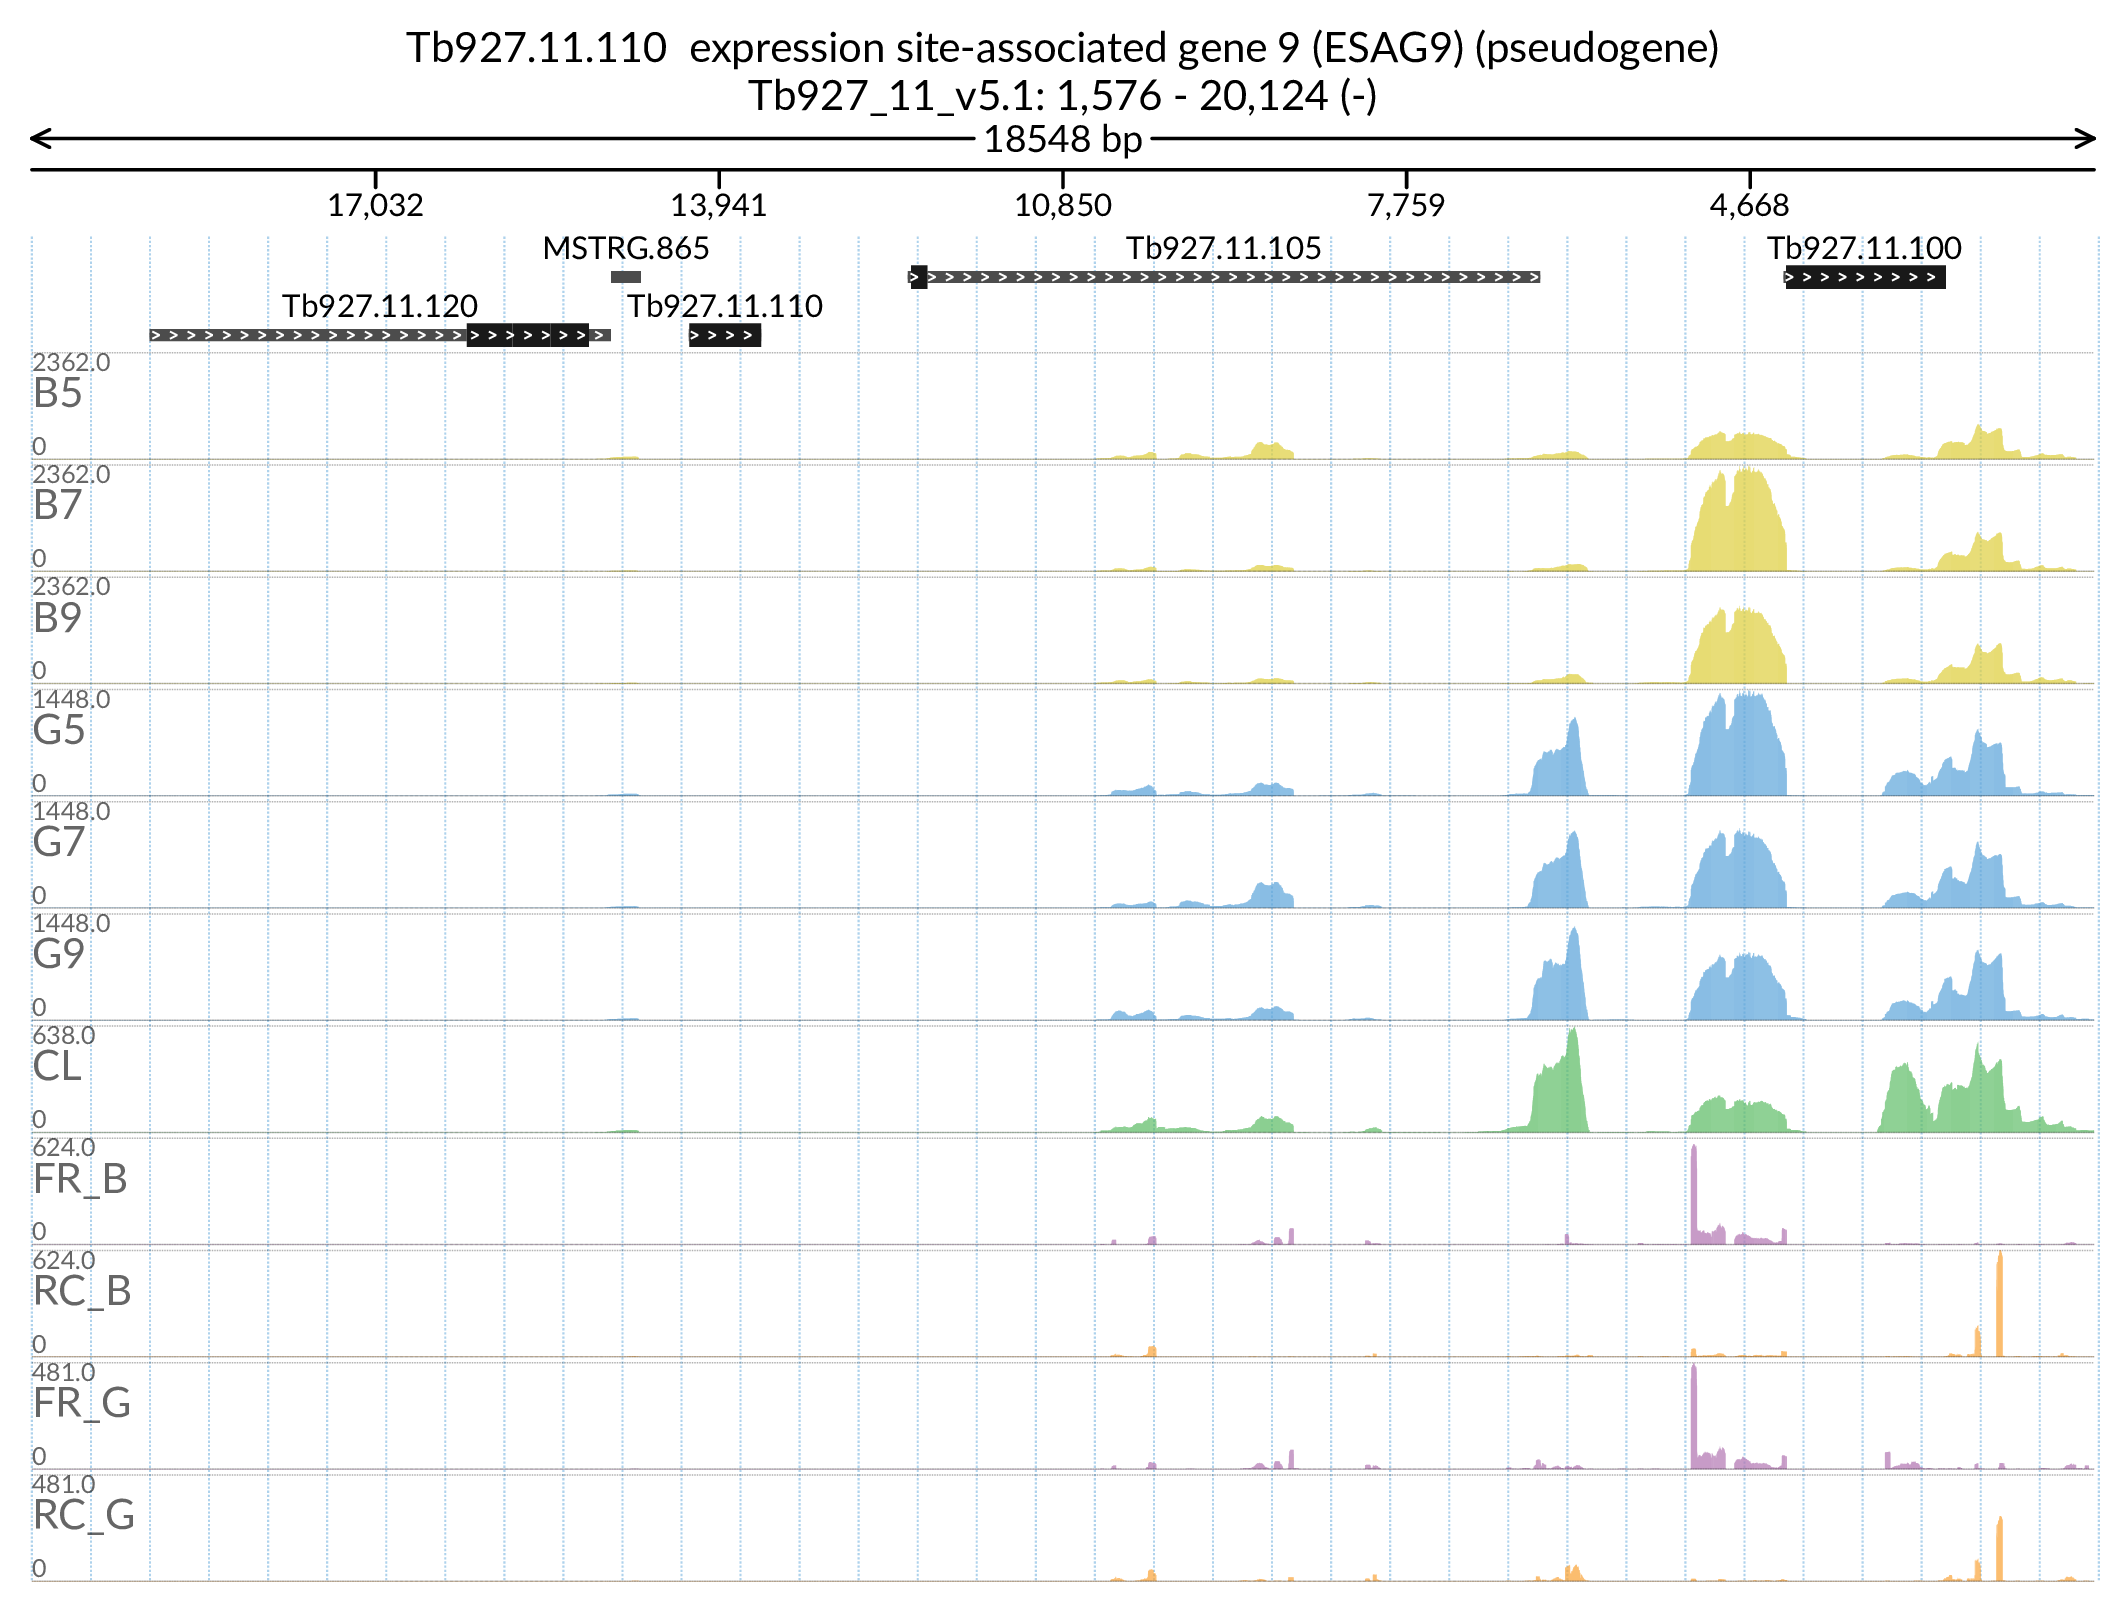 Tb927.11.110  expression site-associated gene 9 (ESAG9) (pseudogene)
Tb927_11_v5.1: 1,576 - 20,124 (-)
18548 bp
17,032 13,941 10,850 7,759 4,668
MSTRG.865 Tb927.11.105 Tb927.11.100
Tb927.11.120 Tb927.11.110
2362.0
B5
0
2362.0
B7
0
2362.0
B9
0
1448.0
G5
0
1448.0
G7
0
1448.0
G9
0
638.0
CL
0
624.0
FR_B
0
624.0
RC_B
0
481.0
FR_G
0
481.0
RC_G
0